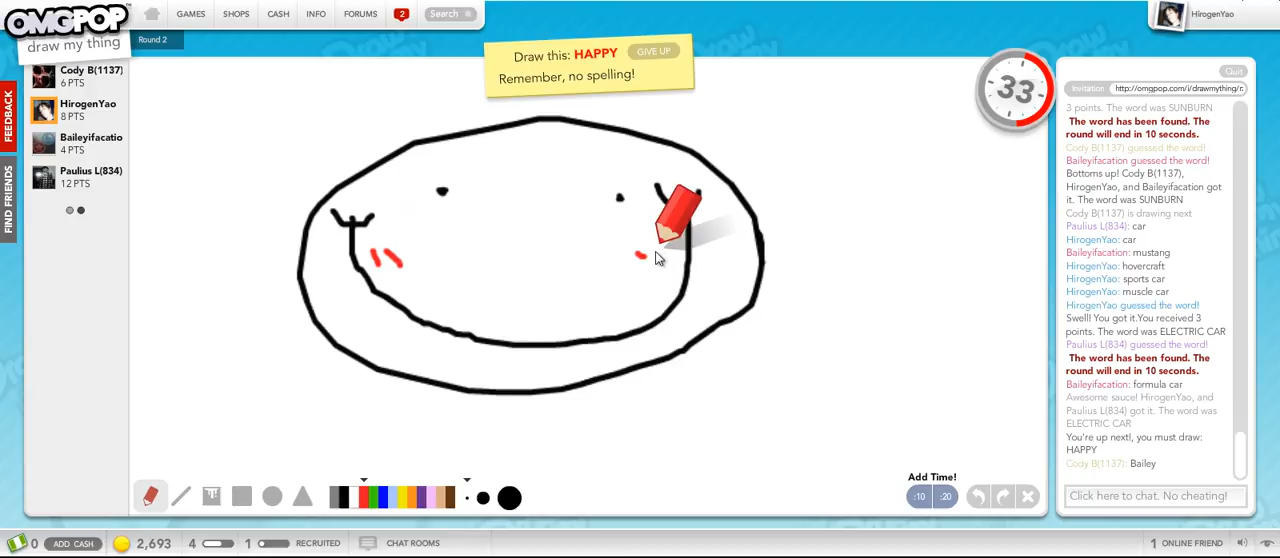 OMGPOP
draw my thing
GAMES
SHOPS
CASH
INFO
FORUMS
2
Search
HirogenYao
Round 2
Draw this: HAPPY
GIVE UP
Remember, no spelling!
33
FEEDBACK
FIND FRIENDS
Cody B(1137)
6 PTS
HirogenYao
8 PTS
Baileyifacatio
4 PTS
Paulius L(834)
12 PTS
Quit
Invitation
http://omgpop.com/i/drawmything/r
3 points. The word was SUNBURN
The word has been found. The
round will end in 10 seconds.
Cody B(1137) guessed the word!
Baileyifacation guessed the word!
Bottoms up! Cody B(1137),
HirogenYao, and Baileyifacation got
it. The word was SUNBURN
Cody B(1137) is drawing next
Paulius L(834): car
HirogenYao: car
Baileyifacation: mustang
HirogenYao: hovercraft
HirogenYao: sports car
HirogenYao: muscle car
HirogenYao guessed the word!
Swell! You got it.You received 3
points. The word was ELECTRIC CAR
Paulius L(834) guessed the word!
The word has been found. The
round will end in 10 seconds.
Baileyifacation: formula car
Awesome sauce! HirogenYao, and
Paulius L(834) got it. The word was
ELECTRIC CAR
You're up next!, you must draw:
HAPPY
Cody B(1137): Bailey
Click here to chat. No cheating!
Add Time!
:10
:20
0
ADD CASH
2,693
4
1
RECRUITED
CHAT ROOMS
1 ONLINE FRIEND